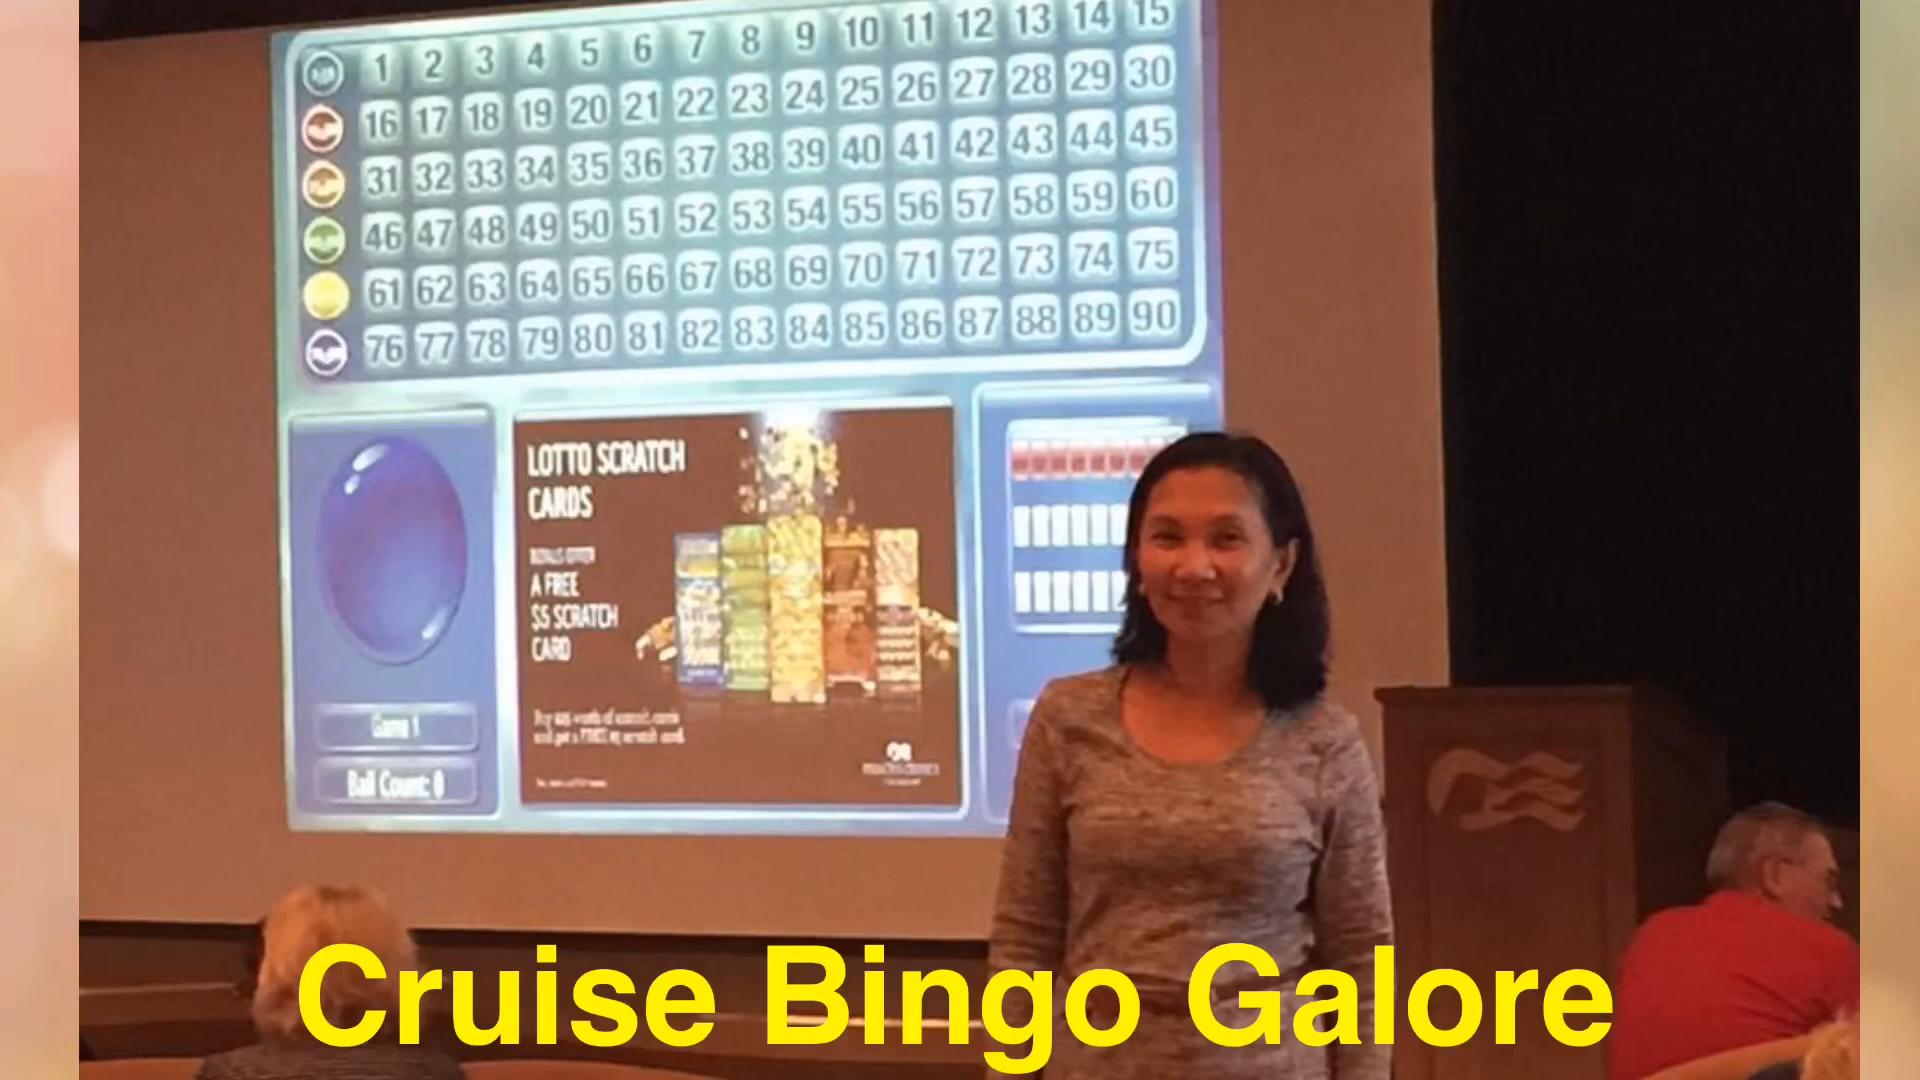 1 2 3 4 5 6 7 8 9 10 11 12 13 14 15
16 17 18 19 20 21 22 23 24 25 26 27 28 29 30
31 32 33 34 35 36 37 38 39 40 41 42 43 44 45
46 47 48 49 50 51 52 53 54 55 56 57 58 59 60
61 62 63 64 65 66 67 68 69 70 71 72 73 74 75
76 77 78 79 80 81 82 83 84 85 86 87 88 89 90
LOTTO SCRATCH
CARDS
A FREE
$5 SCRATCH
CARD
Game 1
Ball Count: 0
Cruise Bingo Galore